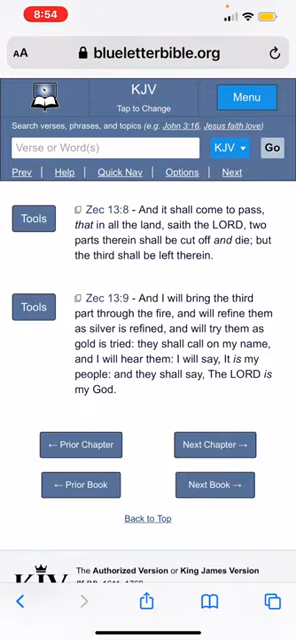 8:54
AA blueletterbible.org
KJV
Tap to Change
Menu
Search verses, phrases, and topics (e.g. John 3:16, Jesus faith love)
Verse or Word(s) KJV Go
Prev | Help | Quick Nav | Options | Next
Tools
Zec 13:8 - And it shall come to pass,
that in all the land, saith the LORD, two
parts therein shall be cut off and die; but
the third shall be left therein.
Tools
Zec 13:9 - And I will bring the third
part through the fire, and will refine them
as silver is refined, and will try them as
gold is tried: they shall call on my name,
and I will hear them: I will say, It is my
people: and they shall say, The LORD is
my God.
← Prior Chapter Next Chapter →
← Prior Book Next Book →
Back to Top
KJV
The Authorized Version or King James Version